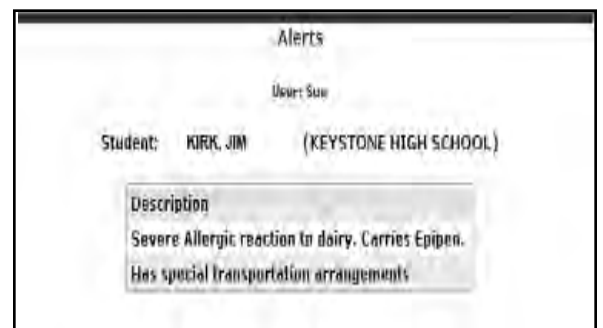 Alerts
User: Sue
Student: KIRK, JIM (KEYSTONE HIGH SCHOOL)
Description
Severe Allergic reaction to dairy. Carries Epipen.
Has special transportation arrangements